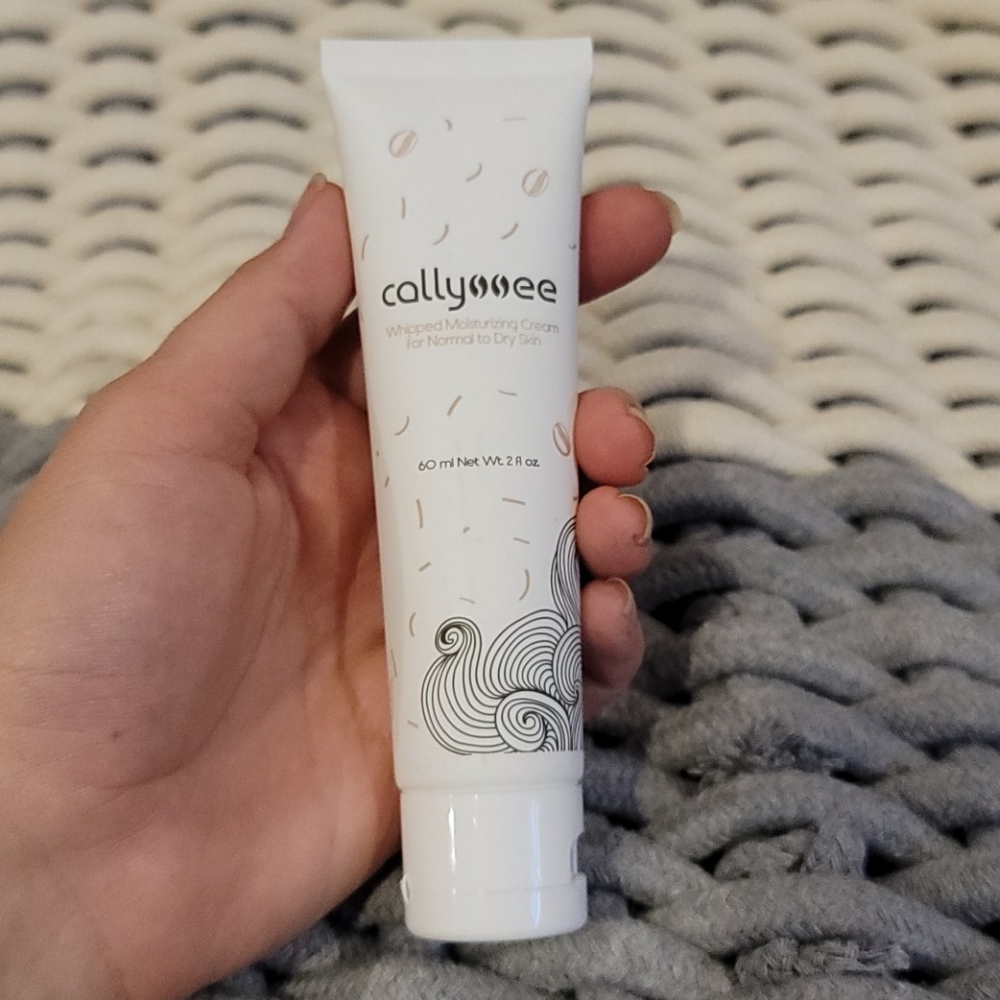 callyssee
Whipped Moisturizing Cream
For Normal to Dry Skin
60 ml Net Wt. 2 fl oz.